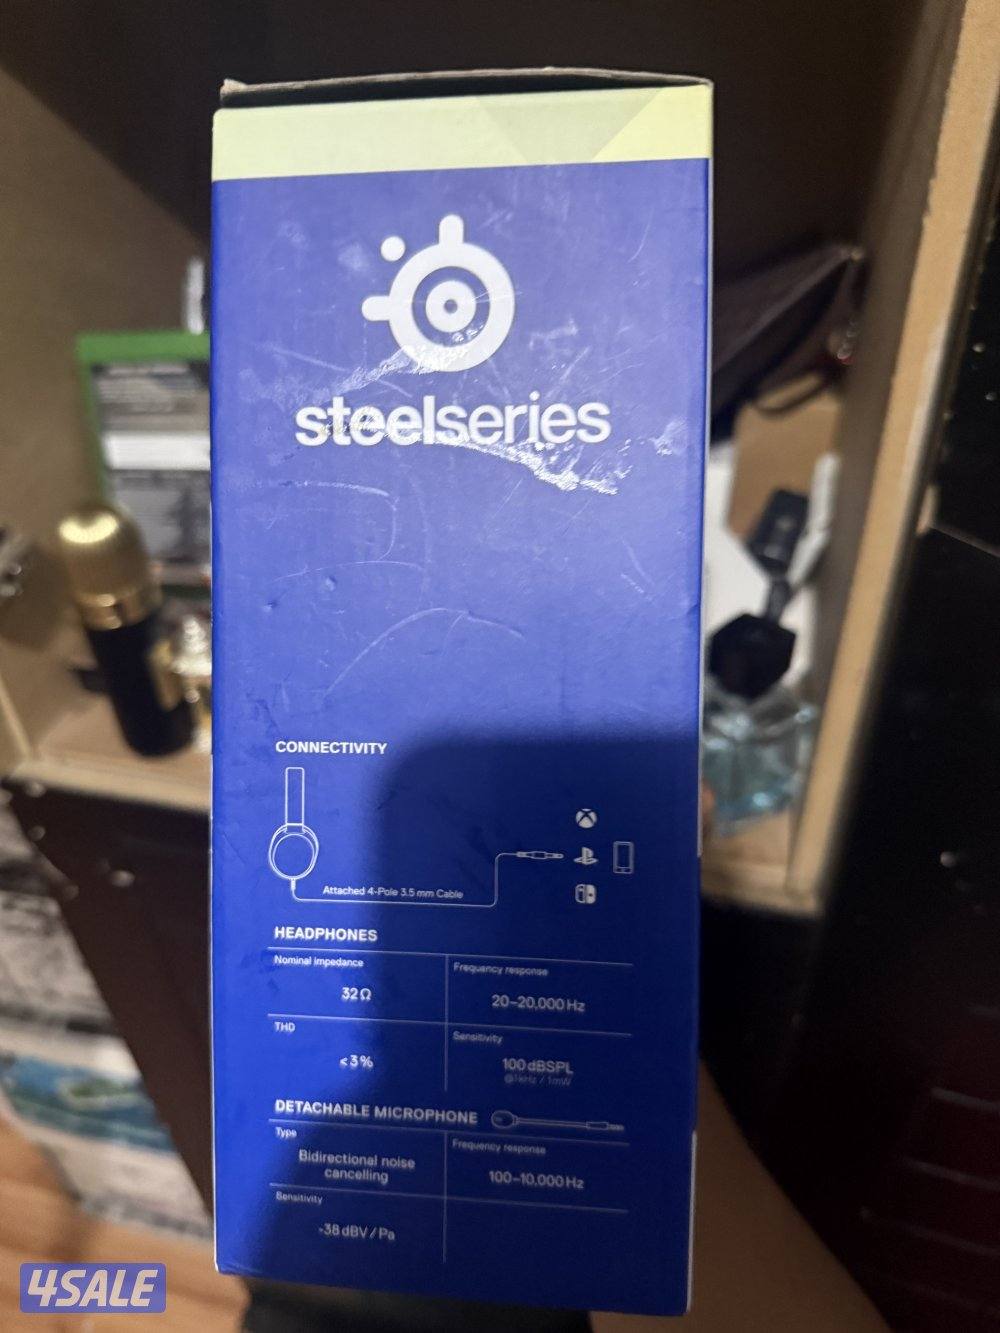 steelseries
CONNECTIVITY
Attached 4-Pole 3.5 mm Cable
HEADPHONES
Nominal impedance
32 Ω
Frequency response
20–20,000 Hz
THD
<3%
Sensitivity
100 dBSPL
@1kHz / 1mW
DETACHABLE MICROPHONE
Type
Bidirectional noise
cancelling
Frequency response
100–10,000 Hz
Sensitivity
-38 dBV / Pa
4SALE